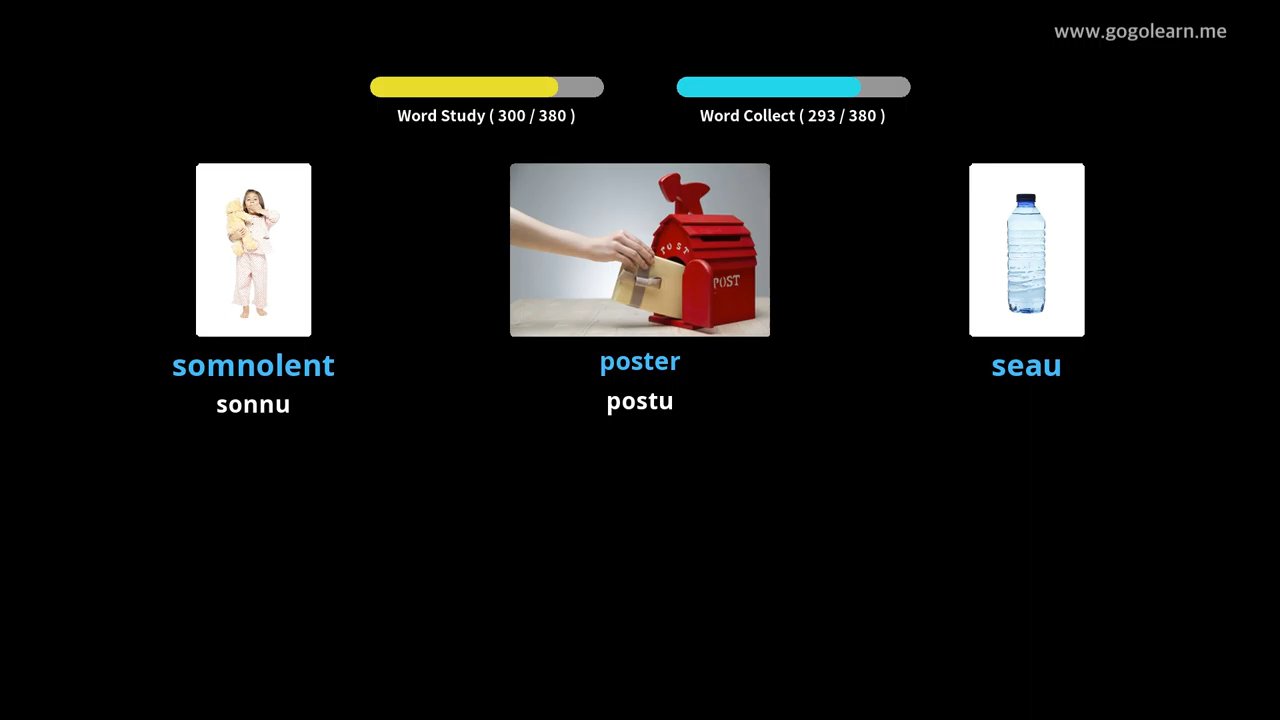 www.gogolearn.me
Word Study ( 300 / 380 )
Word Collect ( 293 / 380 )
POST
POST
somnolent
poster
seau
sonnu
postu